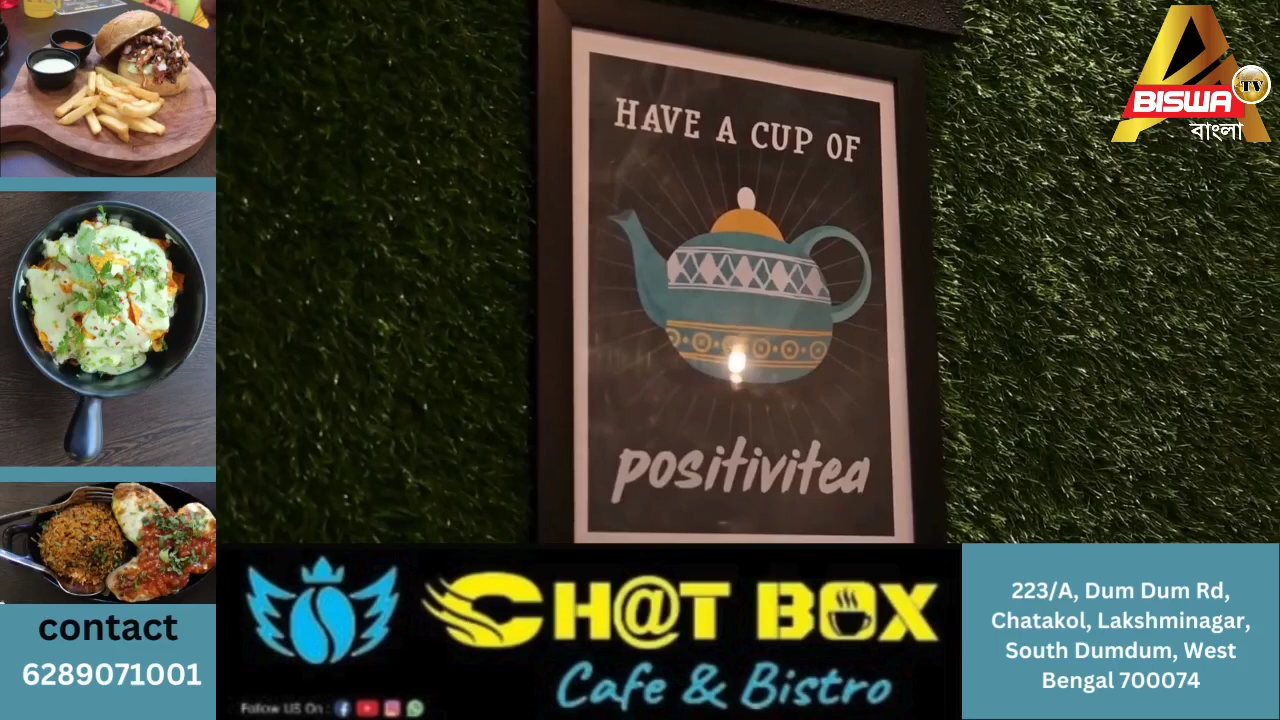 BISWA
TV
বাংলা
HAVE A CUP OF
positivitea
contact
6289071001
CH@T BOX
Cafe & Bistro
Follow US On :
223/A, Dum Dum Rd,
Chatakol, Lakshminagar,
South Dumdum, West
Bengal 700074